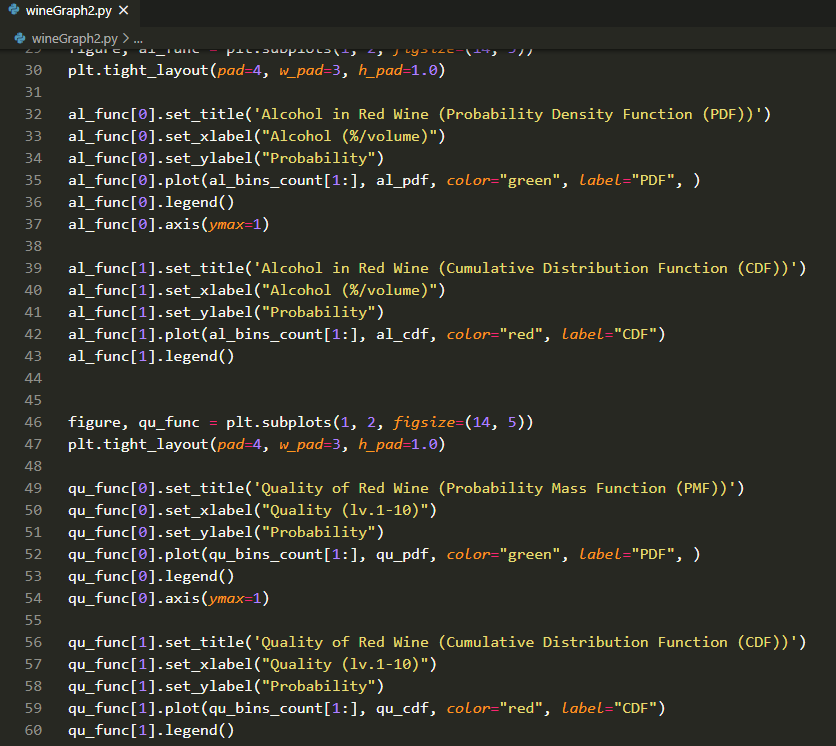 wineGraph2.py ×
wineGraph2.py > ...
29 figure, al_func = plt.subplots(1, 2, figsize=(14, 5))
30 plt.tight_layout(pad=4, w_pad=3, h_pad=1.0)
31
32 al_func[0].set_title('Alcohol in Red Wine (Probability Density Function (PDF))')
33 al_func[0].set_xlabel("Alcohol (%/volume)")
34 al_func[0].set_ylabel("Probability")
35 al_func[0].plot(al_bins_count[1:], al_pdf, color="green", label="PDF", )
36 al_func[0].legend()
37 al_func[0].axis(ymax=1)
38
39 al_func[1].set_title('Alcohol in Red Wine (Cumulative Distribution Function (CDF))')
40 al_func[1].set_xlabel("Alcohol (%/volume)")
41 al_func[1].set_ylabel("Probability")
42 al_func[1].plot(al_bins_count[1:], al_cdf, color="red", label="CDF")
43 al_func[1].legend()
44
45
46 figure, qu_func = plt.subplots(1, 2, figsize=(14, 5))
47 plt.tight_layout(pad=4, w_pad=3, h_pad=1.0)
48
49 qu_func[0].set_title('Quality of Red Wine (Probability Mass Function (PMF))')
50 qu_func[0].set_xlabel("Quality (lv.1-10)")
51 qu_func[0].set_ylabel("Probability")
52 qu_func[0].plot(qu_bins_count[1:], qu_pdf, color="green", label="PDF", )
53 qu_func[0].legend()
54 qu_func[0].axis(ymax=1)
55
56 qu_func[1].set_title('Quality of Red Wine (Cumulative Distribution Function (CDF))')
57 qu_func[1].set_xlabel("Quality (lv.1-10)")
58 qu_func[1].set_ylabel("Probability")
59 qu_func[1].plot(qu_bins_count[1:], qu_cdf, color="red", label="CDF")
60 qu_func[1].legend()